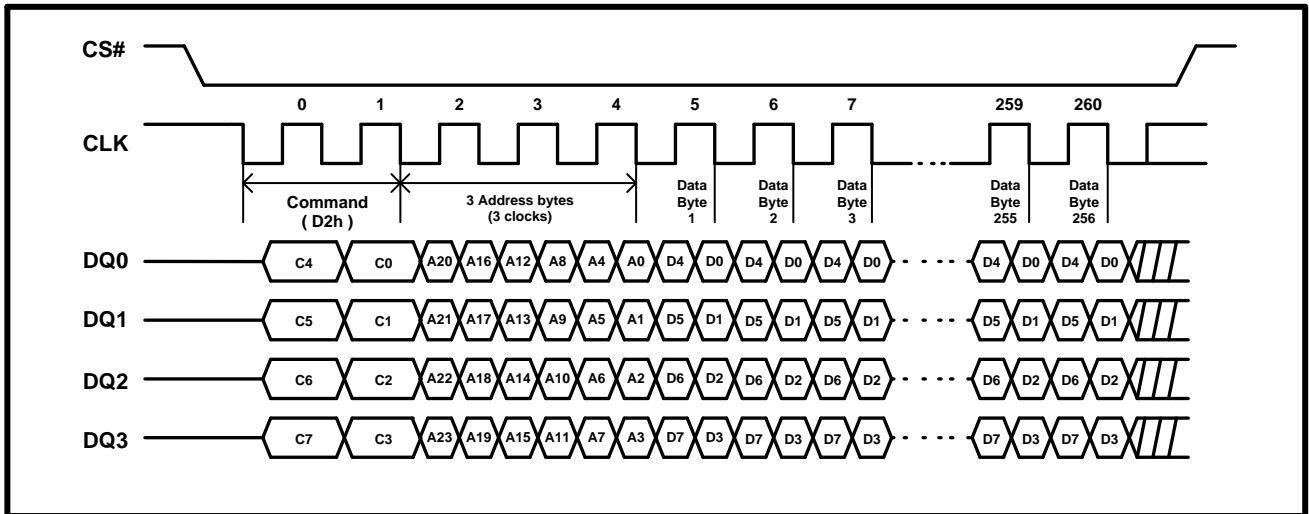 CS#
0 1 2 3 4 5 6 7 259 260
CLK
Command
( D2h )
3 Address bytes
(3 clocks)
Data
Byte
1
Data
Byte
2
Data
Byte
3
Data
Byte
255
Data
Byte
256
DQ0 C4 C0 A20 A16 A12 A8 A4 A0 D4 D0 D4 D0 D4 D0 D4 D0 D4 D0
DQ1 C5 C1 A21 A17 A13 A9 A5 A1 D5 D1 D5 D1 D5 D1 D5 D1 D5 D1
DQ2 C6 C2 A22 A18 A14 A10 A6 A2 D6 D2 D6 D2 D6 D2 D6 D2 D6 D2
DQ3 C7 C3 A23 A19 A15 A11 A7 A3 D7 D3 D7 D3 D7 D3 D7 D3 D7 D3